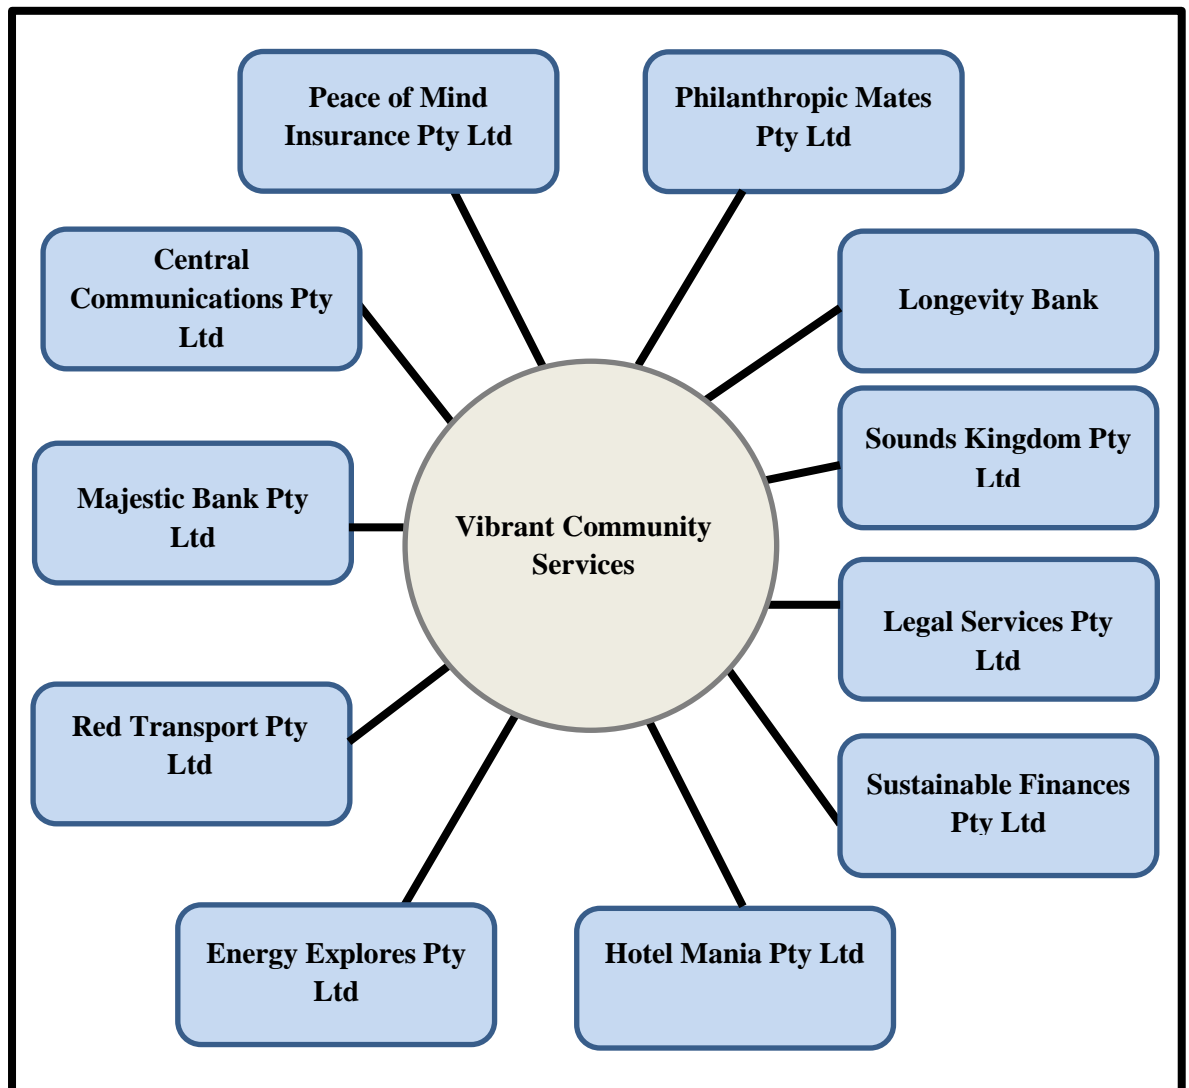 Peace of Mind
Insurance Pty Ltd
Philanthropic Mates
Pty Ltd
Central
Communications Pty
Ltd
Longevity Bank
Sounds Kingdom Pty
Ltd
Majestic Bank Pty
Ltd
Vibrant Community
Services
Legal Services Pty
Ltd
Red Transport Pty
Ltd
Sustainable Finances
Pty Ltd
Energy Explores Pty
Ltd
Hotel Mania Pty Ltd